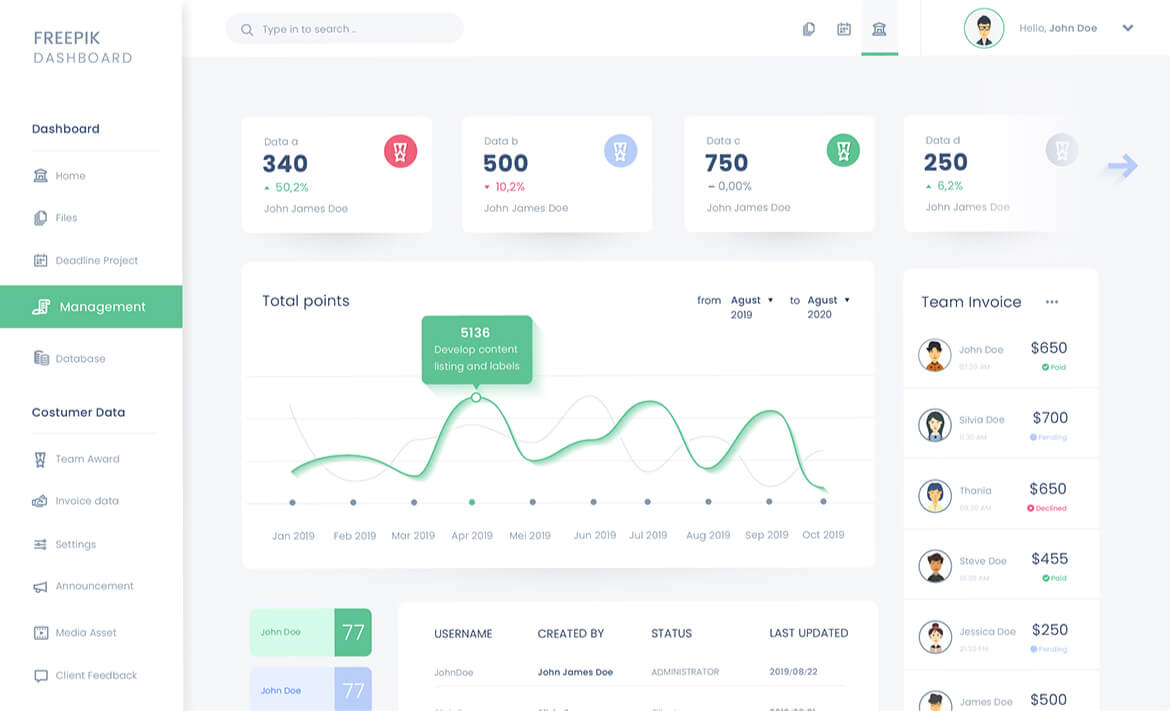 FREEPIK
DASHBOARD
Type in to search ..
Hello, John Doe
Dashboard
Home
Files
Deadline Project
Management
Database
Costumer Data
Team Award
Invoice data
Settings
Announcement
Media Asset
Client Feedback
Data a
340
50,2%
John James Doe
Data b
500
10,2%
John James Doe
Data c
750
0,00%
John James Doe
Data d
250
6,2%
John James Doe
Total points
from Agust 2019 to Agust 2020
5136
Develop content
listing and labels
Jan 2019 Feb 2019 Mar 2019 Apr 2019 Mei 2019 Jun 2019 Jul 2019 Aug 2019 Sep 2019 Oct 2019
Team Invoice
John Doe $650
Paid
Silvia Doe $700
Pending
Thania $650
Declined
Steve Doe $455
Paid
Jessica Doe $250
Pending
James Doe $500
John Doe 77
John Doe 77
USERNAME CREATED BY STATUS LAST UPDATED
JohnDoe John James Doe ADMINISTRATOR 2019/08/22